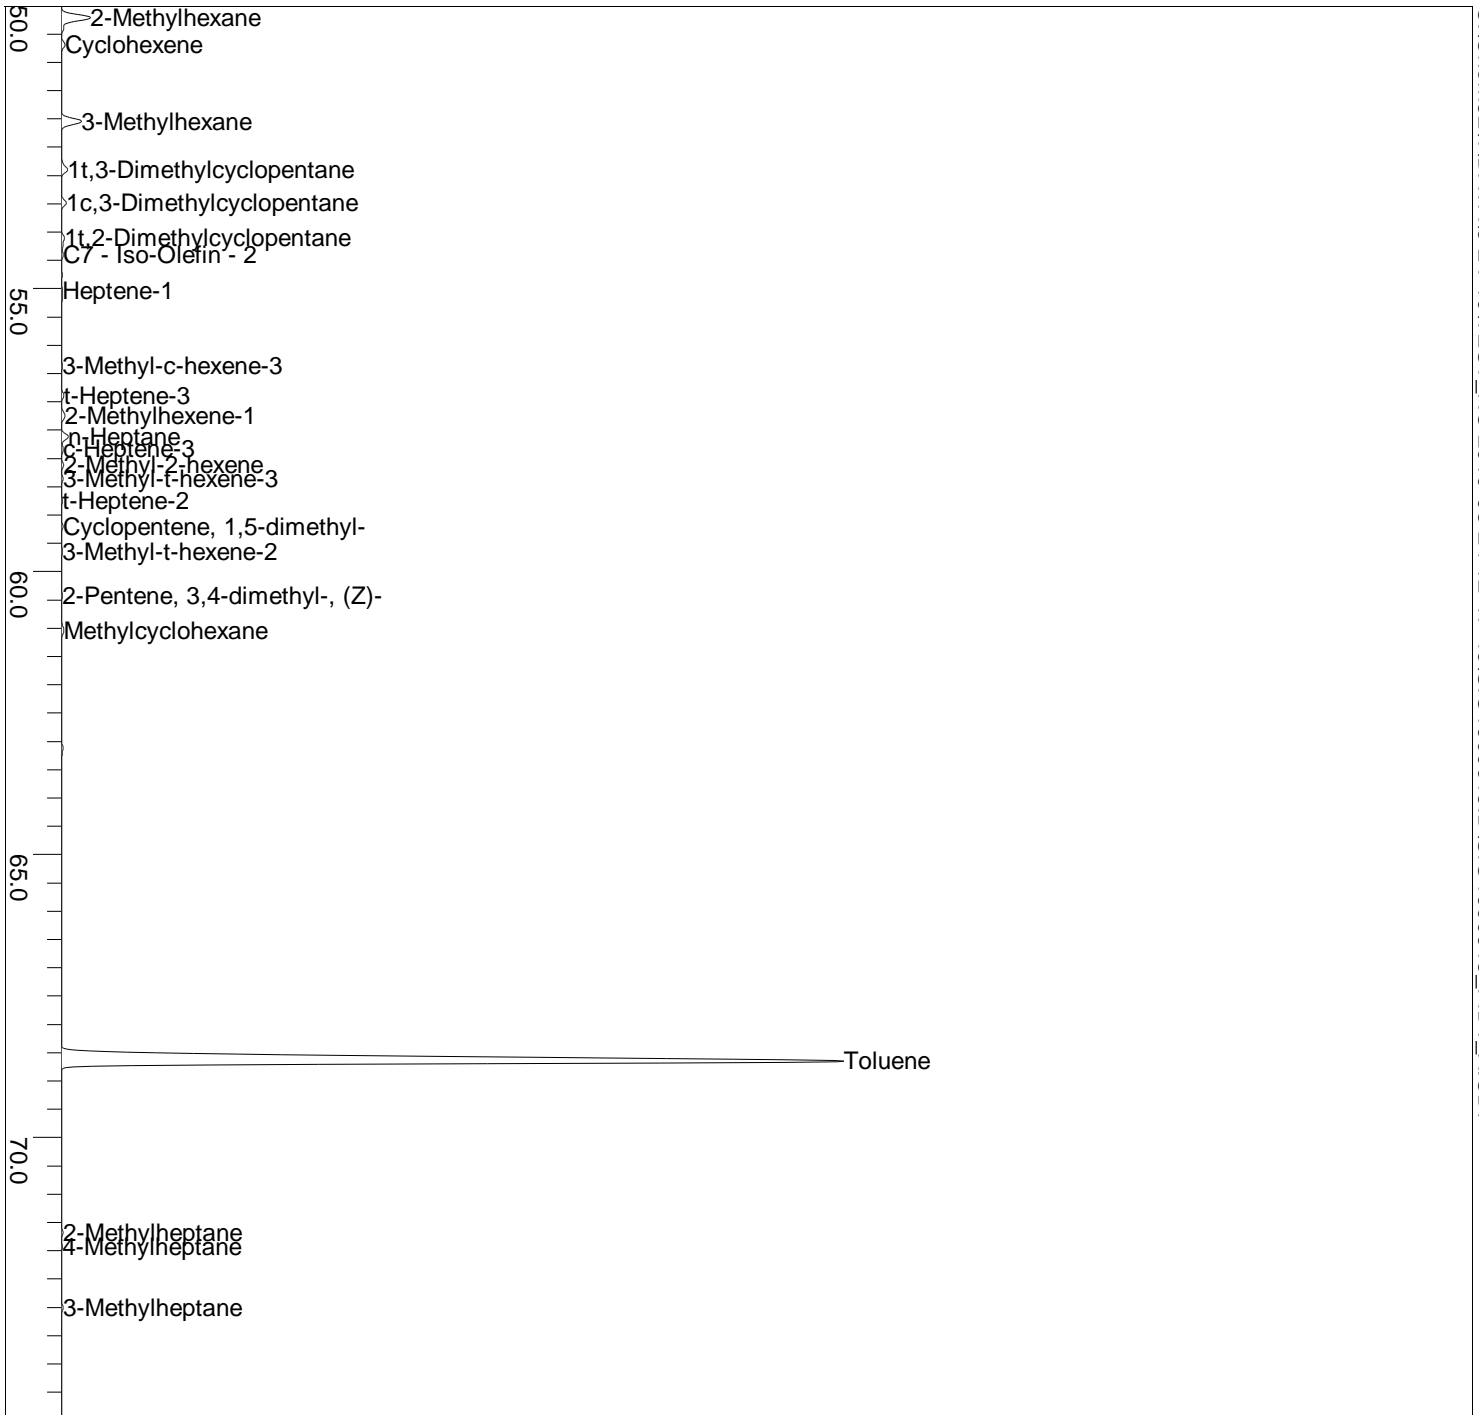 50.0
2-Methylhexane
Cyclohexene
3-Methylhexane
1t,3-Dimethylcyclopentane
1c,3-Dimethylcyclopentane
1t,2-Dimethylcyclopentane
C7 - Iso-Olefin - 2
55.0
Heptene-1
3-Methyl-c-hexene-3
t-Heptene-3
2-Methylhexene-1
n-Heptane
c-Heptene-3
2-Methyl-2-hexene
3-Methyl-t-hexene-3
t-Heptene-2
Cyclopentene, 1,5-dimethyl-
3-Methyl-t-hexene-2
60.0
2-Pentene, 3,4-dimethyl-, (Z)-
Methylcyclohexane
65.0
Toluene
70.0
2-Methylheptane
4-Methylheptane
3-Methylheptane